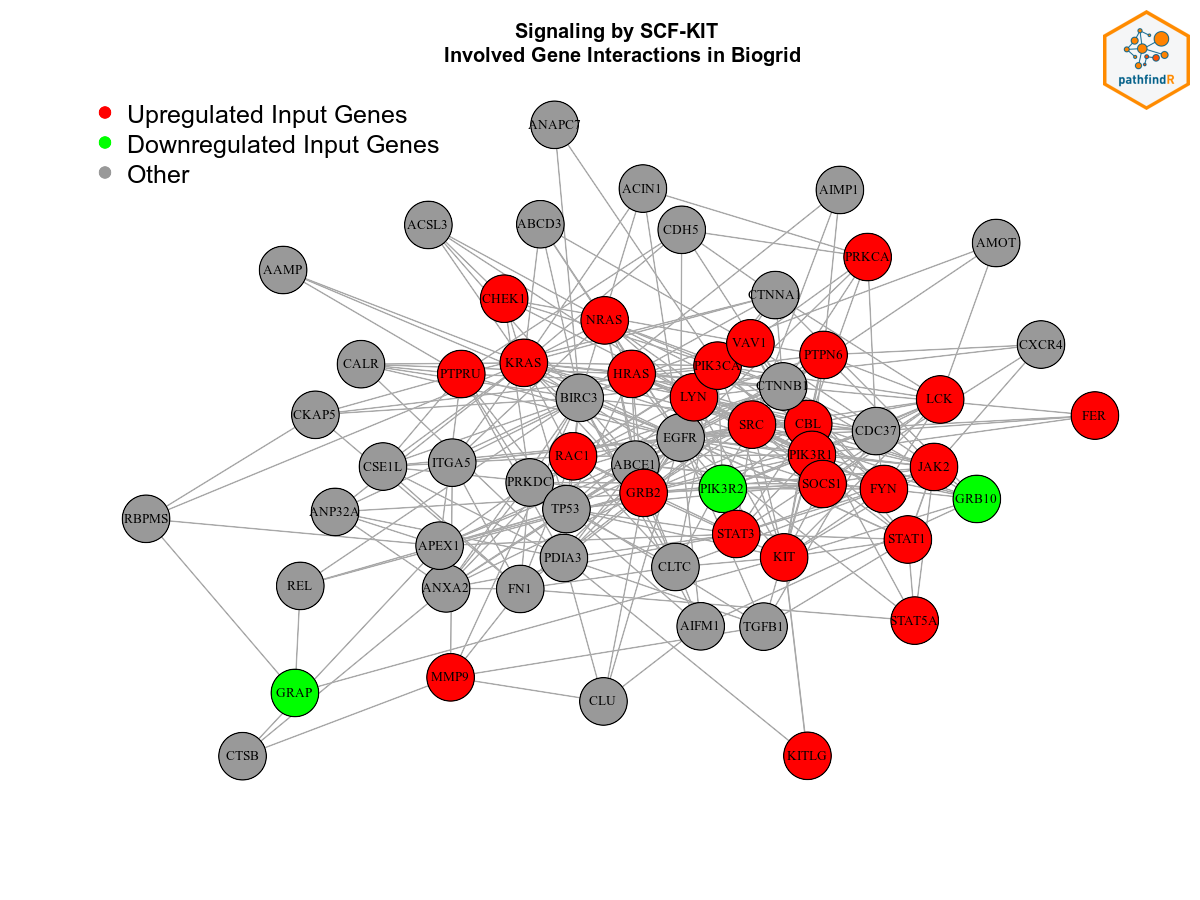 Signaling by SCF-KIT
Involved Gene Interactions in Biogrid
pathfindR
Upregulated Input Genes
Downregulated Input Genes
Other
ANAPC7
ACIN1
AIMP1
ACSL3
ABCD3
CDH5
AMOT
PRKCA
AAMP
CTNNA1
CHEK1
NRAS
VAV1
CXCR4
PTPN6
CALR
KRAS
PIK3CA
PTPRU
HRAS
CTNNB1
BIRC3
LYN
LCK
CKAP5
FER
SRC
CBL
CDC37
EGFR
PIK3R1
RAC1
ITGA5
ABCE1
CSE1L
JAK2
PRKDC
SOCS1
PIK3R2
FYN
GRB2
GRB10
TP53
ANP32A
RBPMS
STAT3
STAT1
APEX1
PDIA3
KIT
CLTC
REL
ANXA2
FN1
STAT5A
AIFM1
TGFB1
MMP9
GRAP
CLU
CTSB
KITLG